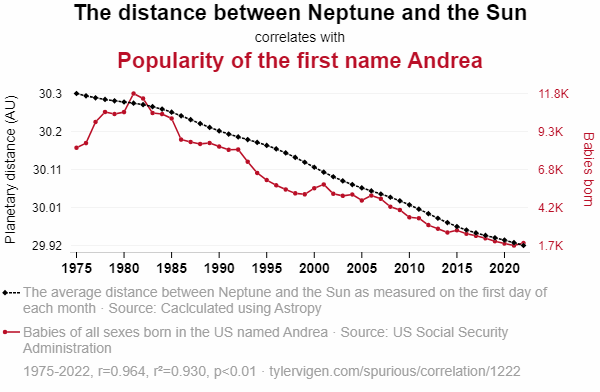 The distance between Neptune and the Sun
correlates with
Popularity of the first name Andrea
Planetary distance (AU)
30.3
30.2
30.11
30.01
29.92
11.8K
9.3K
6.8K
4.2K
1.7K
Babies born
1975 1980 1985 1990 1995 2000 2005 2010 2015 2020
The average distance between Neptune and the Sun as measured on the first day of
each month · Source: Caclculated using Astropy
Babies of all sexes born in the US named Andrea · Source: US Social Security
Administration
1975-2022, r=0.964, r²=0.930, p<0.01 · tylervigen.com/spurious/correlation/1222